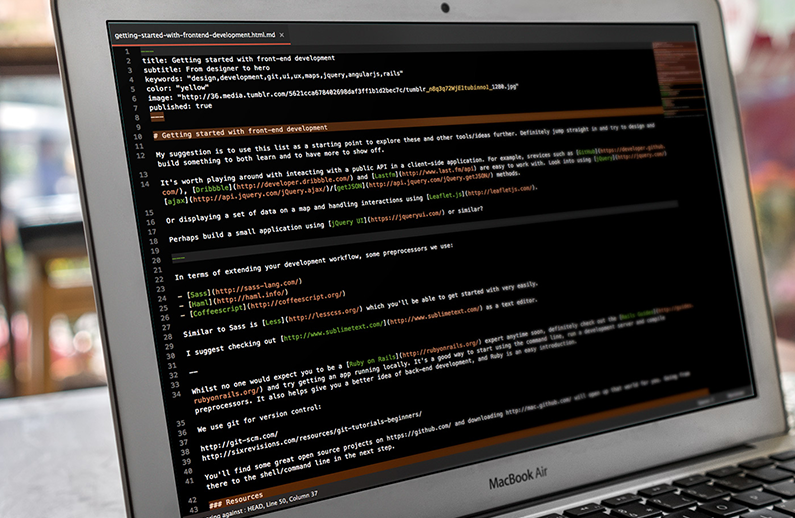 getting-started-with-frontend-development.html.md ×
1 ---
2 title: Getting started with front-end development
3 subtitle: From designer to hero
4 keywords: "design,development,git,ui,ux,maps,jquery,angularjs,rails"
5 color: "yellow"
6 image: "http://36.media.tumblr.com/5621cca678402698daf3ff1b1d2bec7c/
7 published: true
8 ---
9
10 # Getting started with front-end development
11
12 My suggestion is to use this list as a starting point to explore these and other tools/ideas further. Definitely jump straight in and try to design and
build something to both learn and to have more to show off.
13
14 It's worth playing around with inteacting with a public API in a client-side application. For example, srevices such as [GitHub](https://developer.github.
com/), [Dribbble](http://developer.dribbble.com/) and [Lastfm](http://www.last.fm/api) are easy to work with. Look into using [jQuery](http://jquery.com/)
[ajax](http://api.jquery.com/jQuery.ajax/)/[getJSON](http://api.jquery.com/jQuery.getJSON/) methods.
15
16 Or displaying a set of data on a map and handling interactions using [Leaflet.js](http://leafletjs.com/).
17
18 Perhaps build a small application using [jQuery UI](https://jqueryui.com/) or similar?
19
20 ---
21
22 In terms of extending your development workflow, some preprocessors we use:
23
24 - [Sass](http://sass-lang.com/)
25 - [Haml](http://haml.info/)
26 - [Coffeescript](http://coffeescript.org/)
27
28 Similar to Sass is [Less](http://lesscss.org/) which you'll be able to get started with very easily.
29
30 I suggest checking out [http://www.sublimetext.com/](http://www.sublimetext.com/) as a text editor.
31
32 ---
33
34 Whilst no one would expect you to be a [Ruby on Rails](http://rubyonrails.org/) expert anytime soon, definitely check out the
rubyonrails.org/) and try getting an app running locally. It's a good way to start using the command line, run a development server and compile
preprocessors. It also helps give you a better idea of back-end development, and Ruby is an easy introduction.
35
36 We use git for version control:
37
38 http://git-scm.com/
39 http://sixrevisions.com/resources/git-tutorials-beginners/
40
41 You'll find some great open source projects on https://github.com/ and downloading http://mac.github.com/ will open up that world for you. Bring
there to the shell/command line in the next step.
42
43 ### Resources
against : HEAD, Line 50, Column 37
MacBook Air